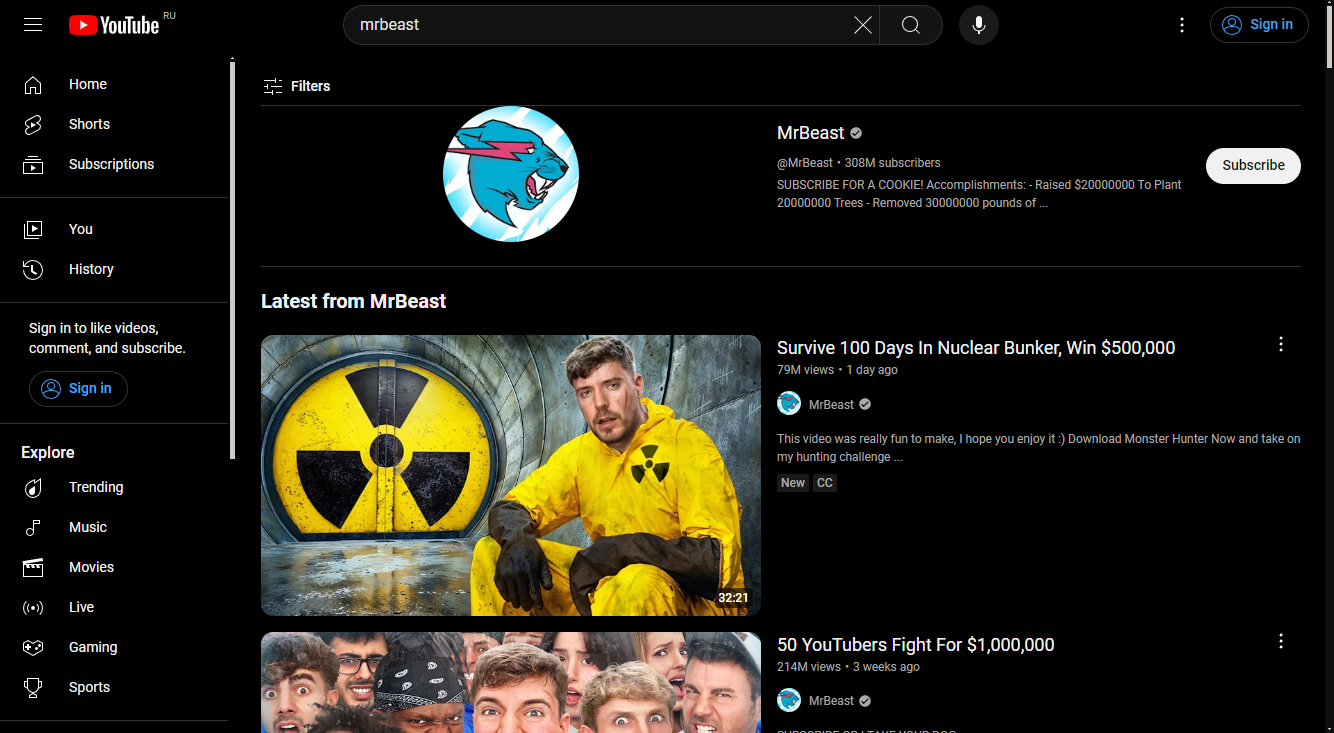 YouTube RU
mrbeast
Sign in
Home
Shorts
Subscriptions
You
History
Sign in to like videos,
comment, and subscribe.
Sign in
Explore
Trending
Music
Movies
Live
Gaming
Sports
Filters
MrBeast
@MrBeast • 308M subscribers
SUBSCRIBE FOR A COOKIE! Accomplishments: - Raised $20000000 To Plant
20000000 Trees - Removed 30000000 pounds of ...
Subscribe
Latest from MrBeast
32:21
Survive 100 Days In Nuclear Bunker, Win $500,000
79M views • 1 day ago
MrBeast
This video was really fun to make, I hope you enjoy it :) Download Monster Hunter Now and take on
my hunting challenge ...
New CC
50 YouTubers Fight For $1,000,000
214M views • 3 weeks ago
MrBeast
SUBSCRIBE OR I TAKE YOUR DOG